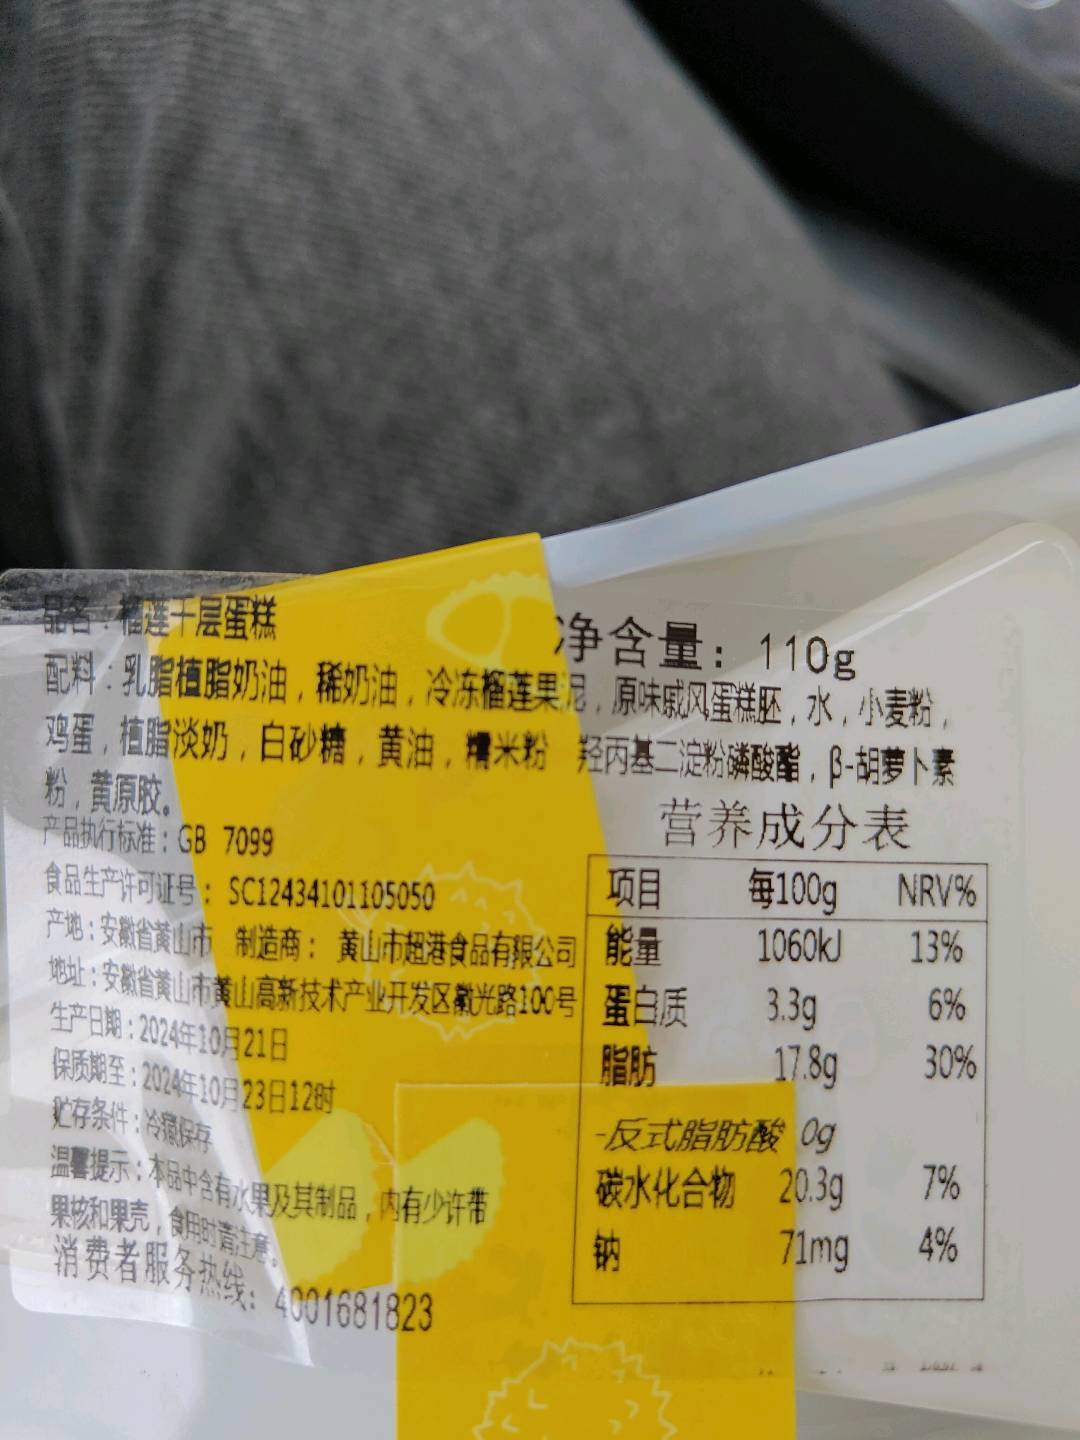 品名：榴莲千层蛋糕
净含量：110g
配料：乳脂植脂奶油，稀奶油，冷冻榴莲果泥，原味戚风蛋糕胚，水，小麦粉，
鸡蛋，植脂淡奶，白砂糖，黄油，糯米粉 羟丙基二淀粉磷酸酯，β-胡萝卜素
粉，黄原胶。
产品执行标准：GB 7099
食品生产许可证号：SC12434101105050
产地：安徽省黄山市 制造商：黄山市超港食品有限公司
地址：安徽省黄山市黄山高新技术产业开发区徽光路100号
生产日期：2024年10月21日
保质期至：2024年10月23日12时
贮存条件：冷藏保存
温馨提示：本品中含有水果及其制品，内有少许带
果核和果壳，食用时请注意。
消费者服务热线：4001681823
营养成分表
项目 每100g NRV%
能量 1060kJ 13%
蛋白质 3.3g 6%
脂肪 17.8g 30%
-反式脂肪酸 0g
碳水化合物 20.3g 7%
钠 71mg 4%